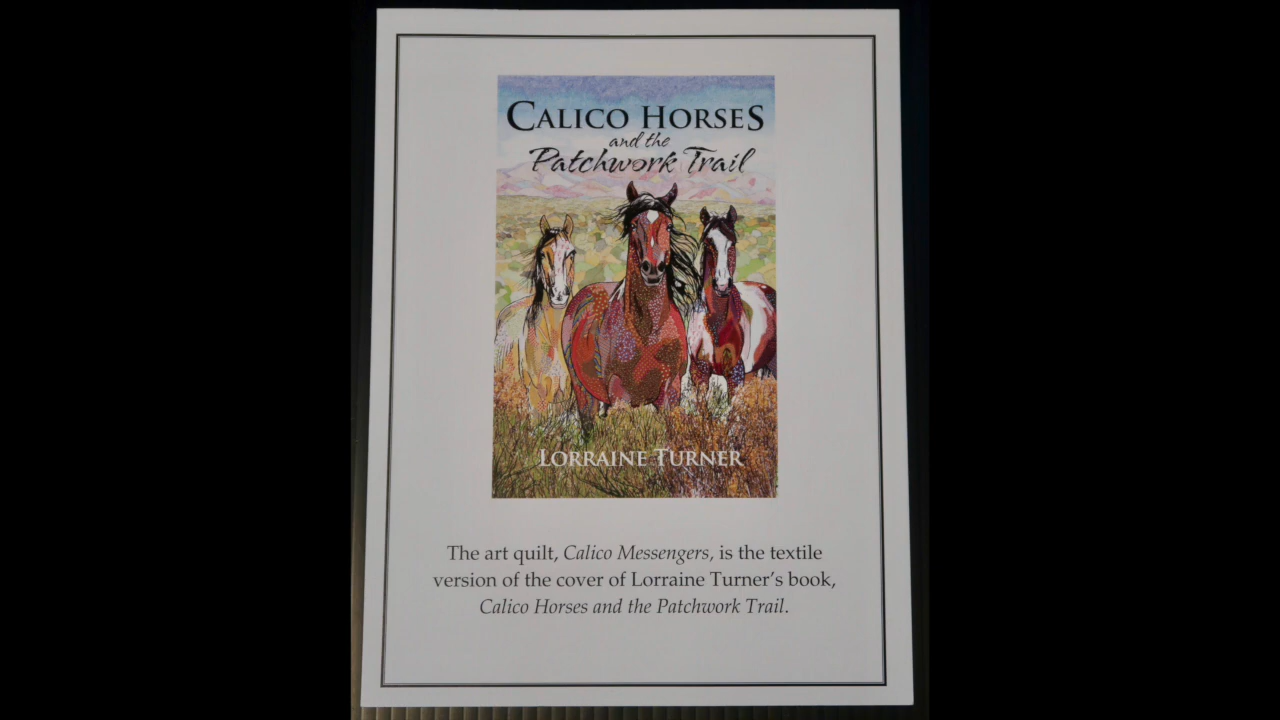 CALICO HORSES
and the
Patchwork Trail
LORRAINE TURNER
The art quilt, Calico Messengers, is the textile
version of the cover of Lorraine Turner's book,
Calico Horses and the Patchwork Trail.